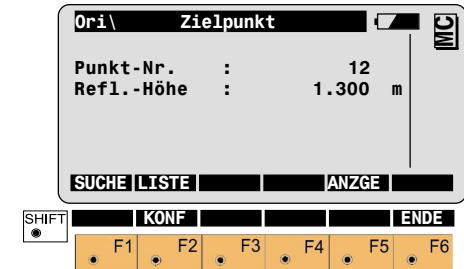 Ori\ Zielpunkt
MC
Punkt-Nr. : 12
Refl.-Höhe : 1.300 m
SUCHE LISTE ANZGE
SHIFT KONF ENDE
F1 F2 F3 F4 F5 F6